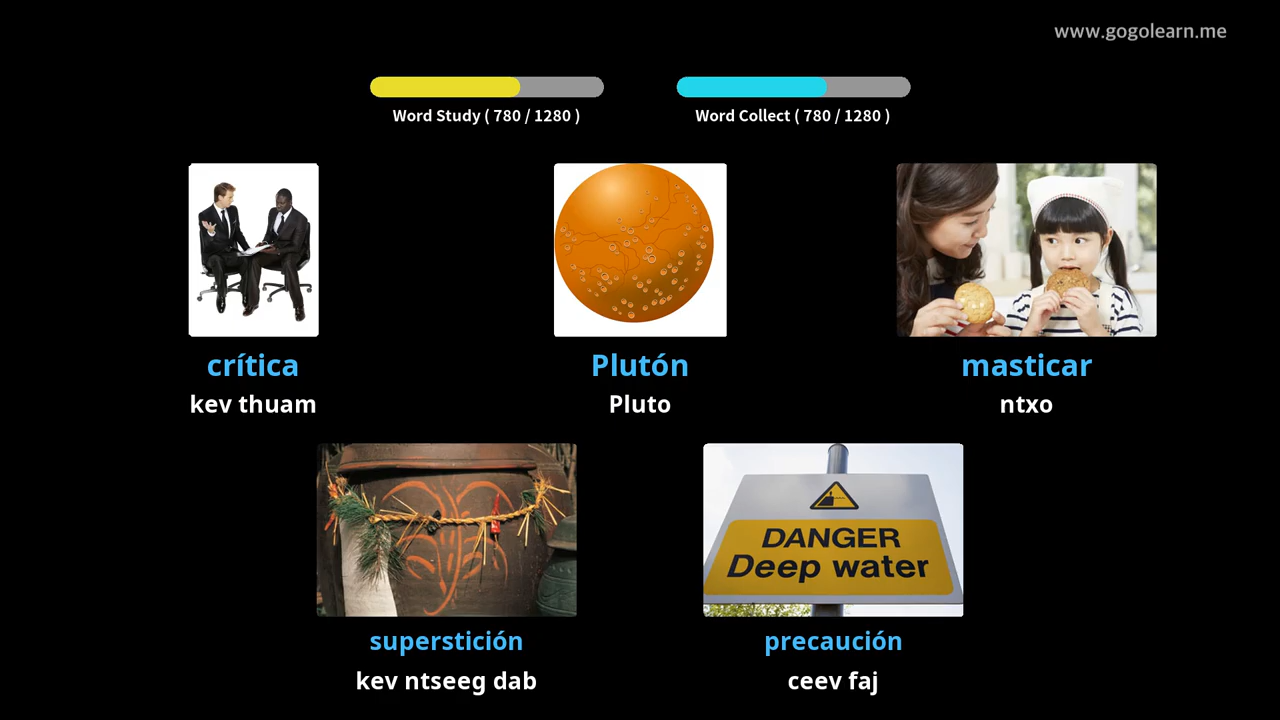 www.gogolearn.me
Word Study ( 780 / 1280 )
Word Collect ( 780 / 1280 )
crítica
kev thuam
Plutón
Pluto
masticar
ntxo
DANGER
Deep water
superstición
kev ntseeg dab
precaución
ceev faj